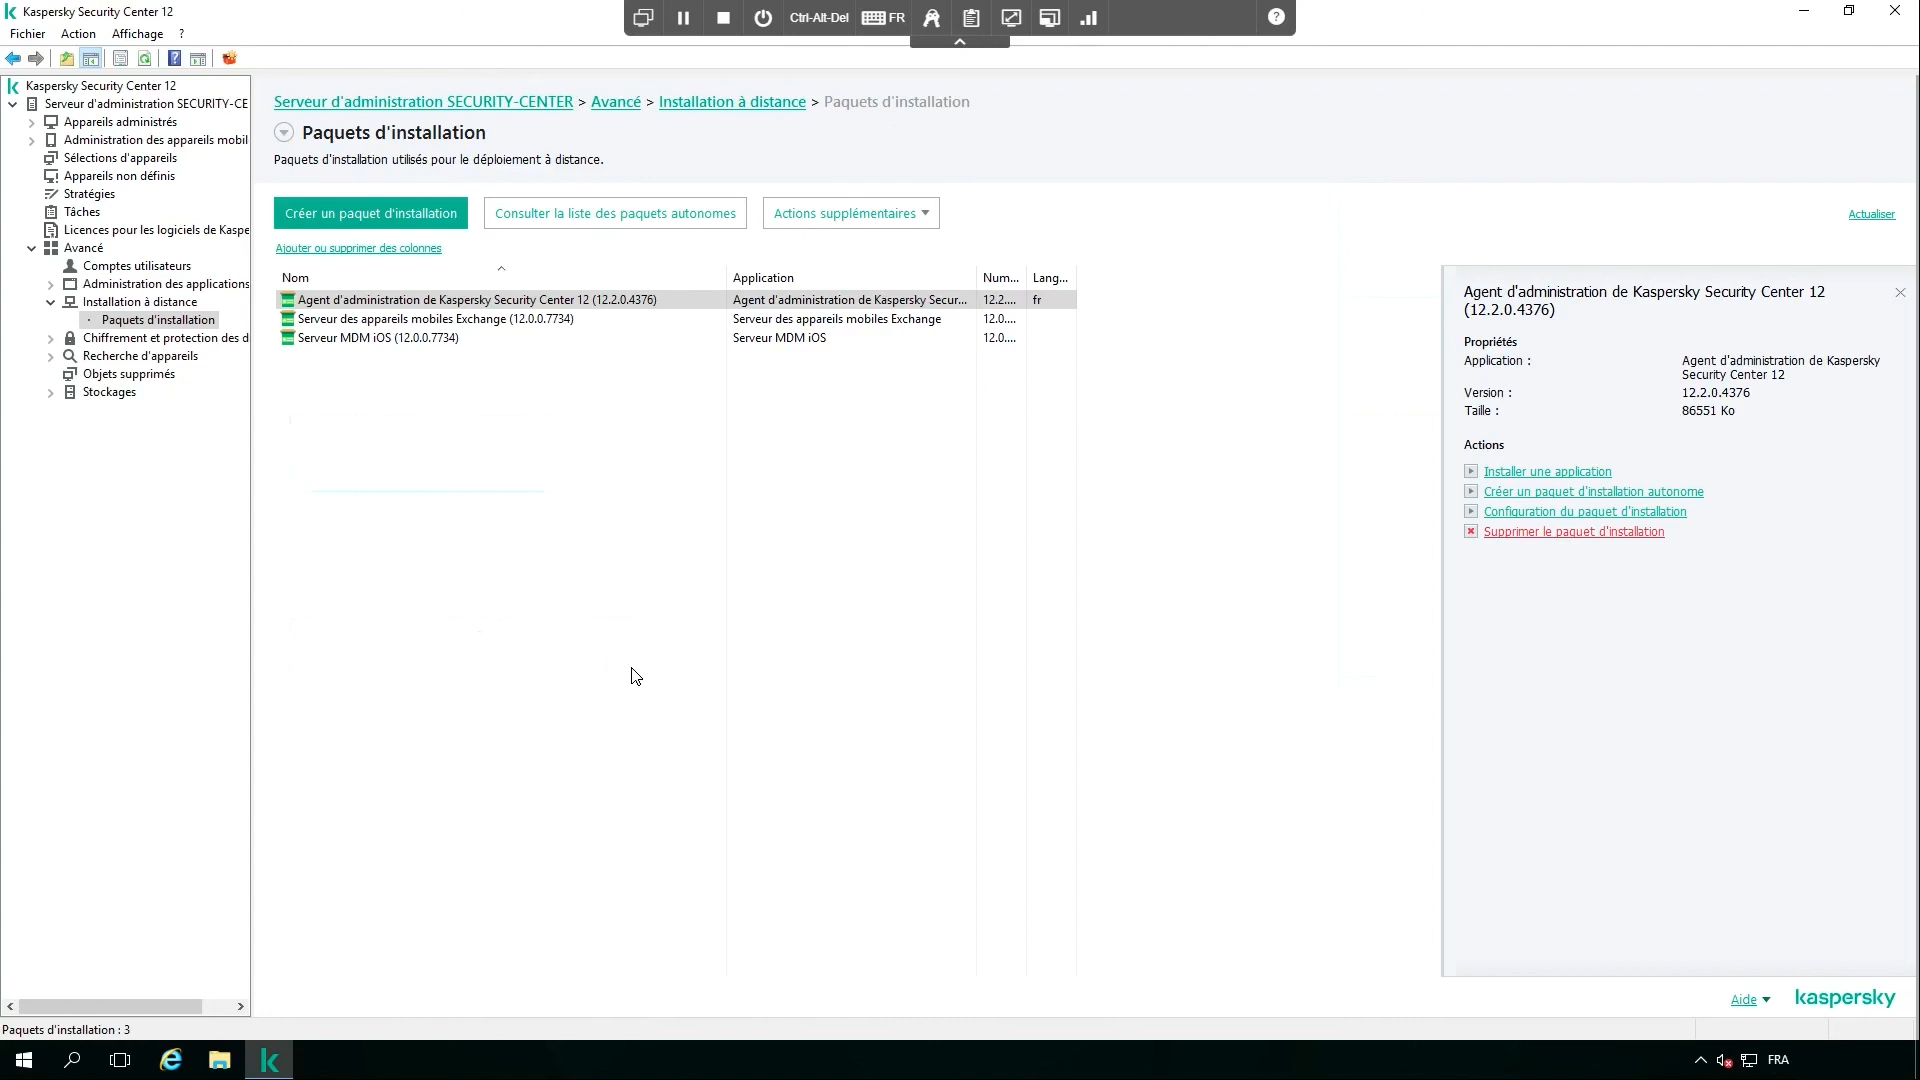 Kaspersky Security Center 12
Ctrl-Alt-Del
FR
?
Fichier Action Affichage ?
Kaspersky Security Center 12
Serveur d'administration SECURITY-CE
Appareils administrés
Administration des appareils mobil
Sélections d'appareils
Appareils non définis
Stratégies
Tâches
Licences pour les logiciels de Kaspe
Avancé
Comptes utilisateurs
Administration des applications
Installation à distance
Paquets d'installation
Chiffrement et protection des d
Recherche d'appareils
Objets supprimés
Stockages
Serveur d'administration SECURITY-CENTER > Avancé > Installation à distance > Paquets d'installation
Paquets d'installation
Paquets d'installation utilisés pour le déploiement à distance.
Créer un paquet d'installation
Consulter la liste des paquets autonomes
Actions supplémentaires
Actualiser
Ajouter ou supprimer des colonnes
Nom Application Num... Lang...
Agent d'administration de Kaspersky Security Center 12 (12.2.0.4376) Agent d'administration de Kaspersky Secur... 12.2.... fr
Serveur des appareils mobiles Exchange (12.0.0.7734) Serveur des appareils mobiles Exchange 12.0....
Serveur MDM iOS (12.0.0.7734) Serveur MDM iOS 12.0....
Agent d'administration de Kaspersky Security Center 12
(12.2.0.4376)
Propriétés
Application : Agent d'administration de Kaspersky
Security Center 12
Version : 12.2.0.4376
Taille : 86551 Ko
Actions
Installer une application
Créer un paquet d'installation autonome
Configuration du paquet d'installation
Supprimer le paquet d'installation
Aide
kaspersky
Paquets d'installation : 3
FRA